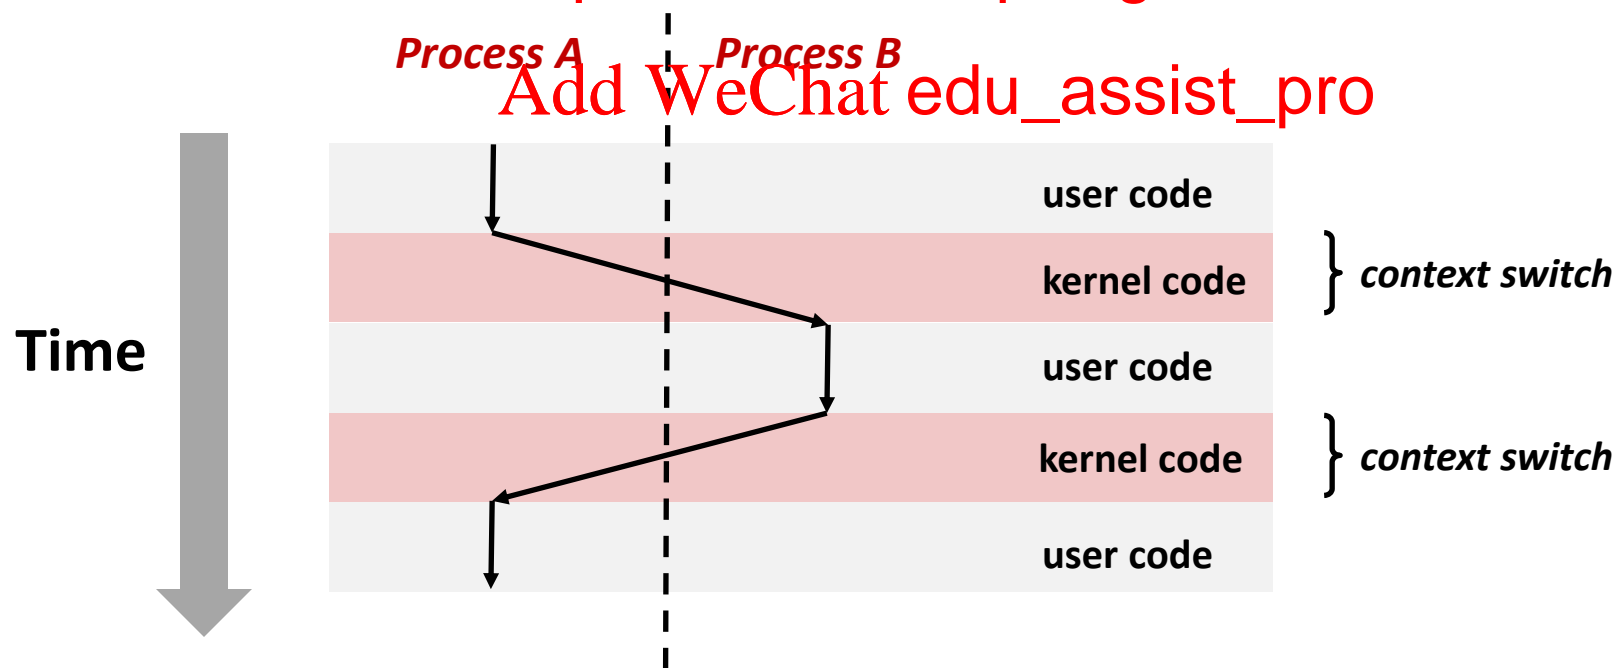 Process A Process B
Add WeChat edu_assist_pro
user code
kernel code
context switch
Time
user code
kernel code
context switch
user code